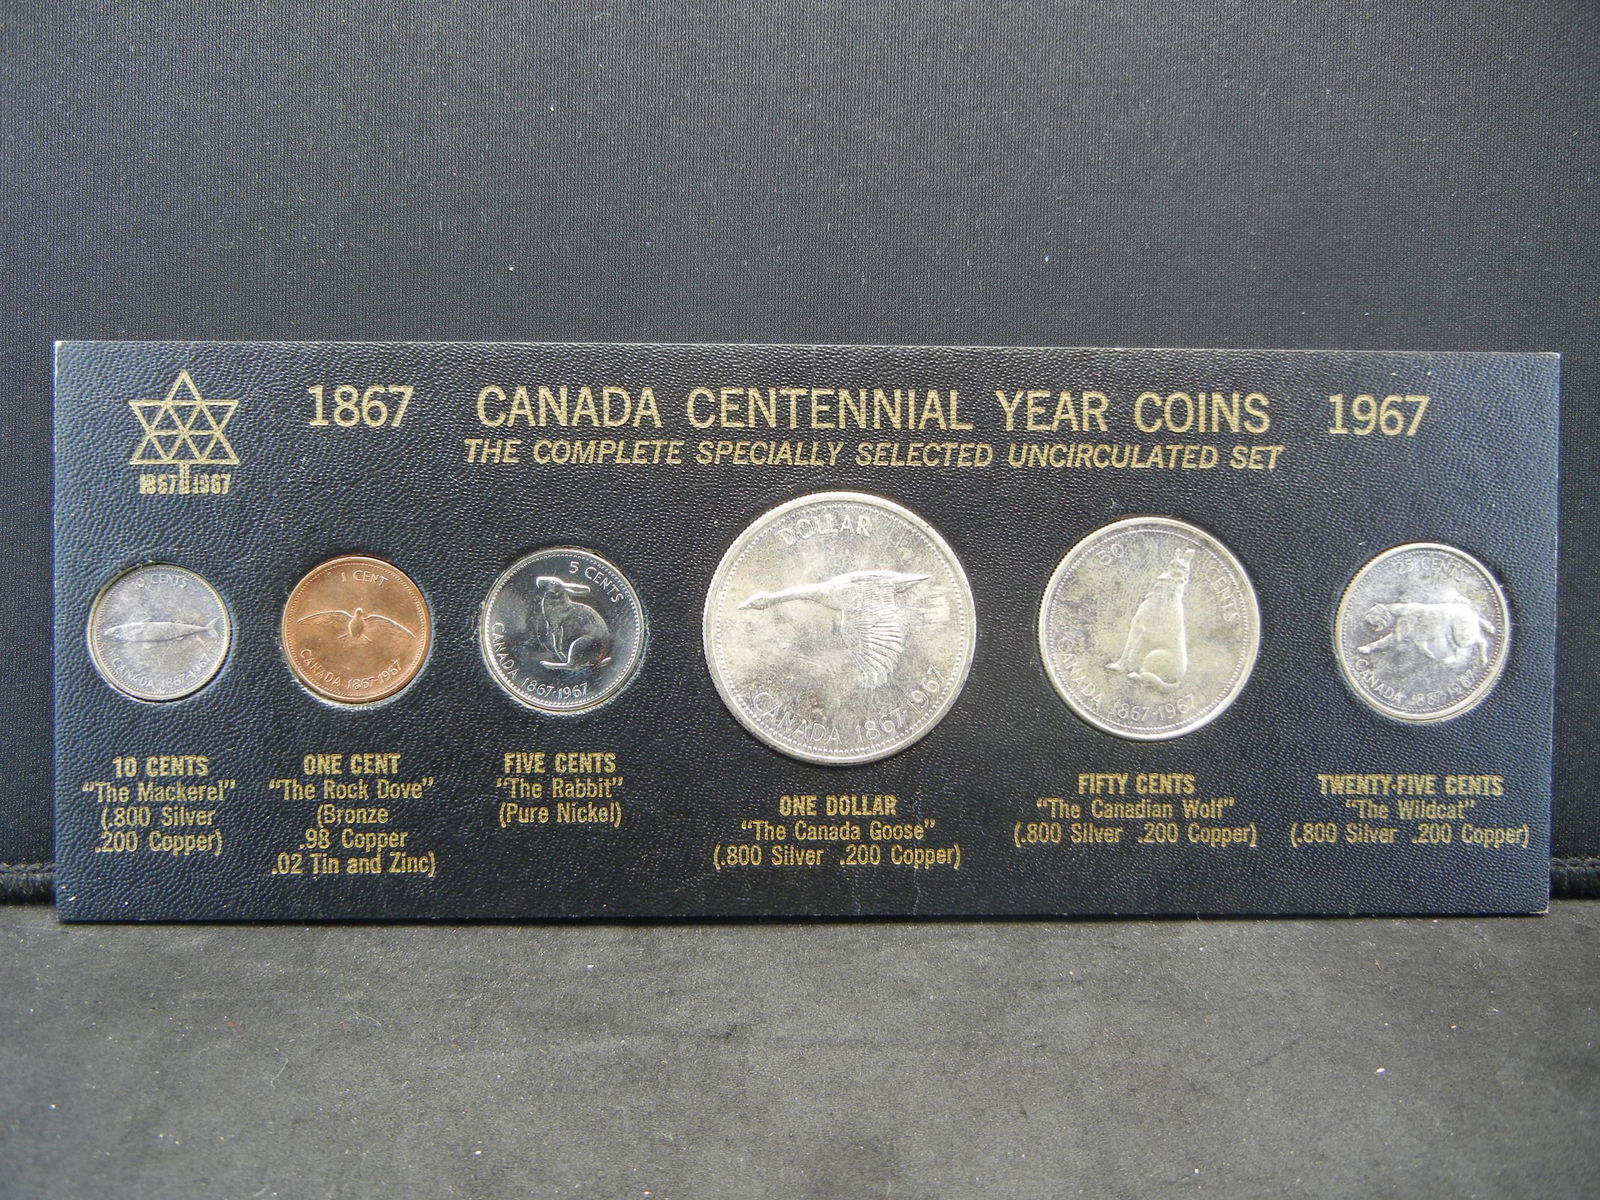 1867 CANADA CENTENNIAL YEAR COINS 1967
THE COMPLETE SPECIALLY SELECTED UNCIRCULATED SET
1867 1967
10 CENTS
CANADA 1867-1967
1 CENT
CANADA 1867-1967
5 CENTS
CANADA 1867-1967
DOLLAR
CANADA 1867-1967
50 CENTS
CANADA 1867-1967
25 CENTS
CANADA 1867-1967
10 CENTS
"The Mackerel"
(.800 Silver
.200 Copper)
ONE CENT
"The Rock Dove"
(Bronze
.98 Copper
.02 Tin and Zinc)
FIVE CENTS
"The Rabbit"
(Pure Nickel)
ONE DOLLAR
"The Canada Goose"
(.800 Silver .200 Copper)
FIFTY CENTS
"The Canadian Wolf"
(.800 Silver .200 Copper)
TWENTY-FIVE CENTS
"The Wildcat"
(.800 Silver .200 Copper)